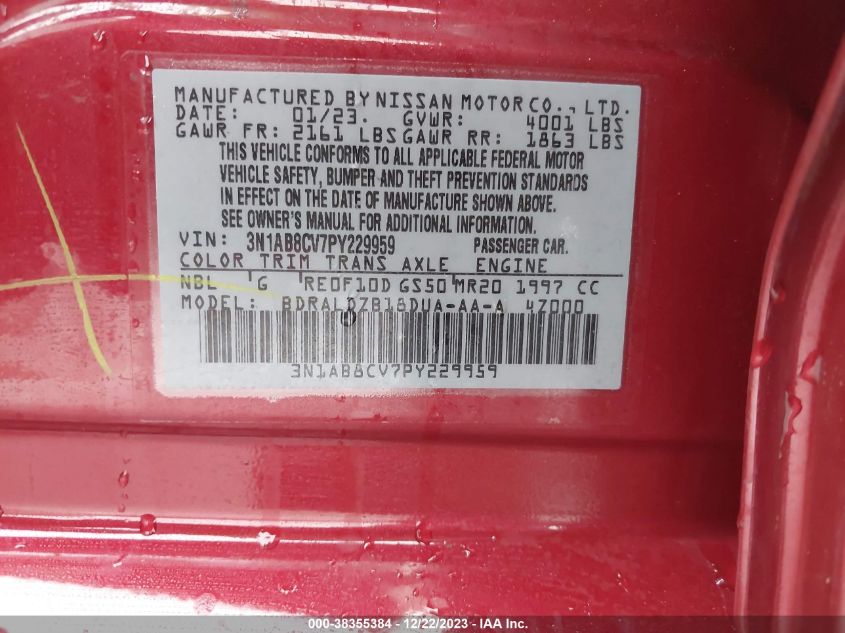 MANUFACTURED BY NISSAN MOTOR CO., LTD.
DATE: 01/23. GVWR: 4001 LBS
GAWR FR: 2161 LBS GAWR RR: 1863 LBS
THIS VEHICLE CONFORMS TO ALL APPLICABLE FEDERAL MOTOR
VEHICLE SAFETY, BUMPER AND THEFT PREVENTION STANDARDS
IN EFFECT ON THE DATE OF MANUFACTURE SHOWN ABOVE.
SEE OWNER'S MANUAL FOR ADDITIONAL INFORMATION.
VIN: 3N1AB8CV7PY229959 PASSENGER CAR.
COLOR TRIM TRANS AXLE ENGINE
NBL G RE0F10D GS50 MR20 1997 CC
MODEL: 4Z000
3N1AB8CV7PY229959
000-38355384 - 12/22/2023 - IAA Inc.